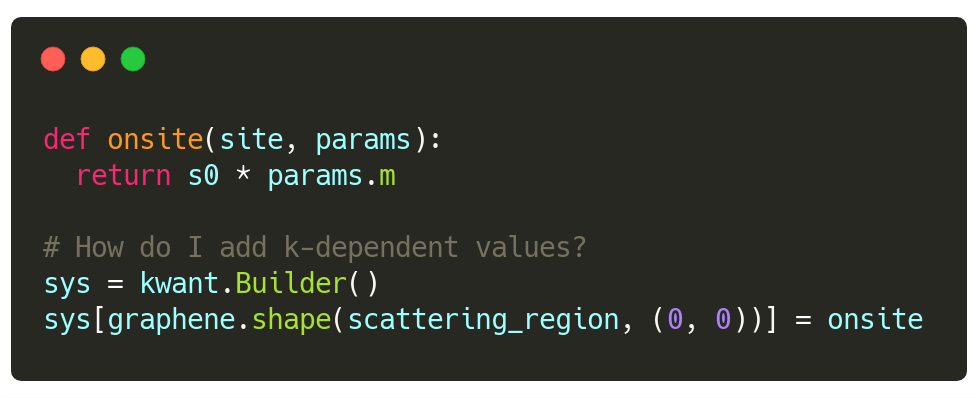 def onsite(site, params):
  return s0 * params.m

# How do I add k-dependent values?
sys = kwant.Builder()
sys[graphene.shape(scattering_region, (0, 0))] = onsite